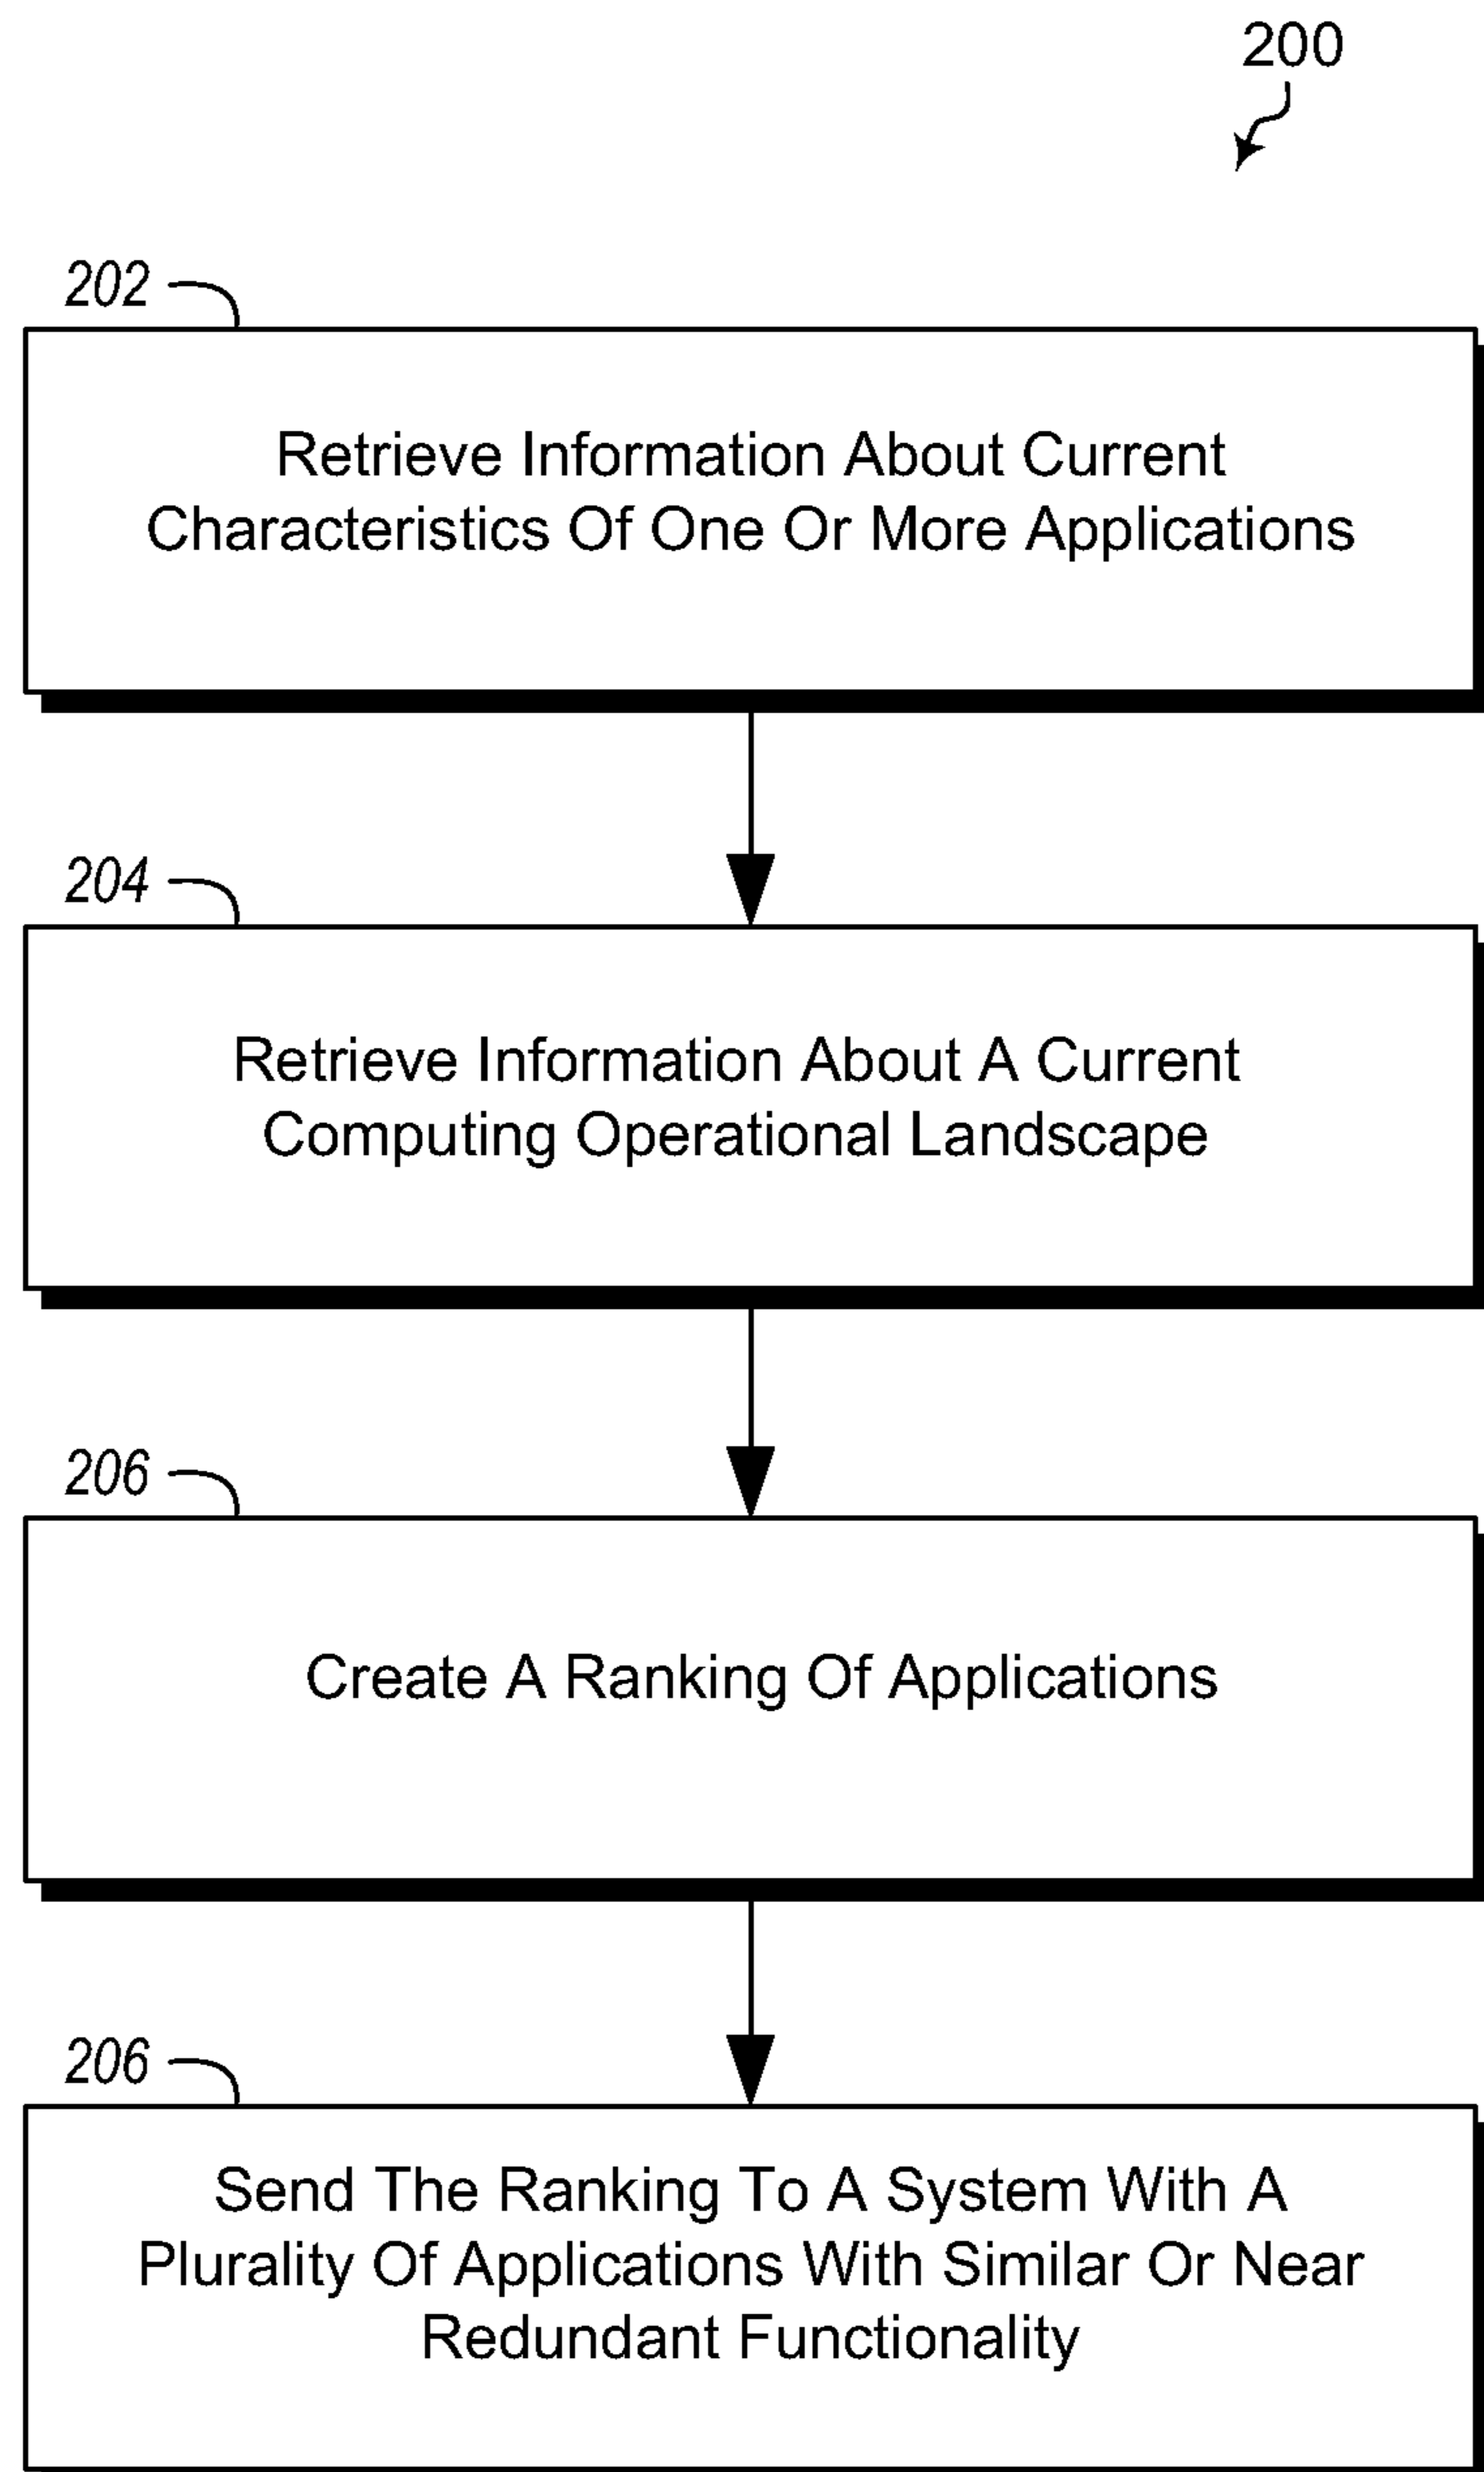 200
202
Retrieve Information About Current
Characteristics Of One Or More Applications
204
Retrieve Information About A Current
Computing Operational Landscape
206
Create A Ranking Of Applications
206
Send The Ranking To A System With A
Plurality Of Applications With Similar Or Near
Redundant Functionality